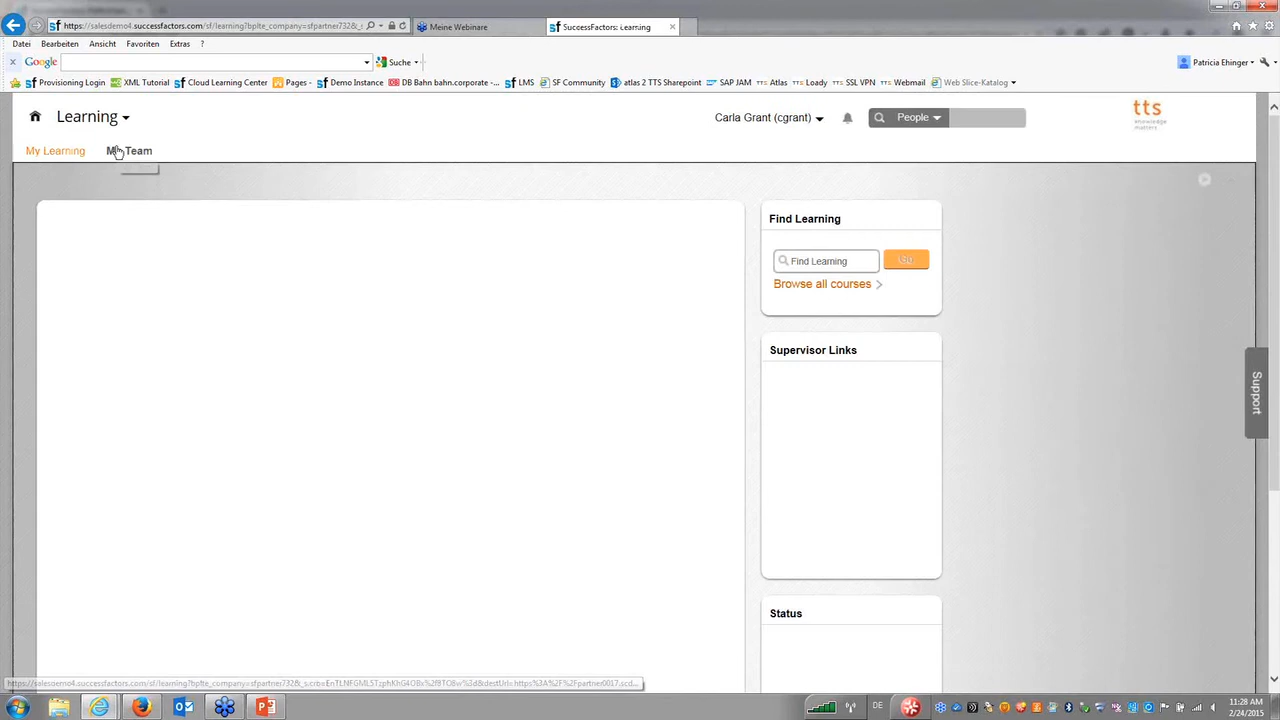 https://salesdemo4.successfactors.com/sf/learning?bplte_company=sfpartner732&_s
Meine Webinare
SuccessFactors: Learning
Datei Bearbeiten Ansicht Favoriten Extras ?
Google Suche
Patricia Ehinger
Provisioning Login XML Tutorial Cloud Learning Center Pages - Demo Instance DB Bahn bahn.corporate -... LMS SF Community atlas 2 TTS Sharepoint SAP JAM Atlas Loady SSL VPN Webmail Web Slice-Katalog
Learning
Carla Grant (cgrant)
People
tts
knowledge
matters
My Learning
Team
Find Learning
Find Learning
Go
Browse all courses
Supervisor Links
Support
Status
DE
11:28 AM
2/24/2015